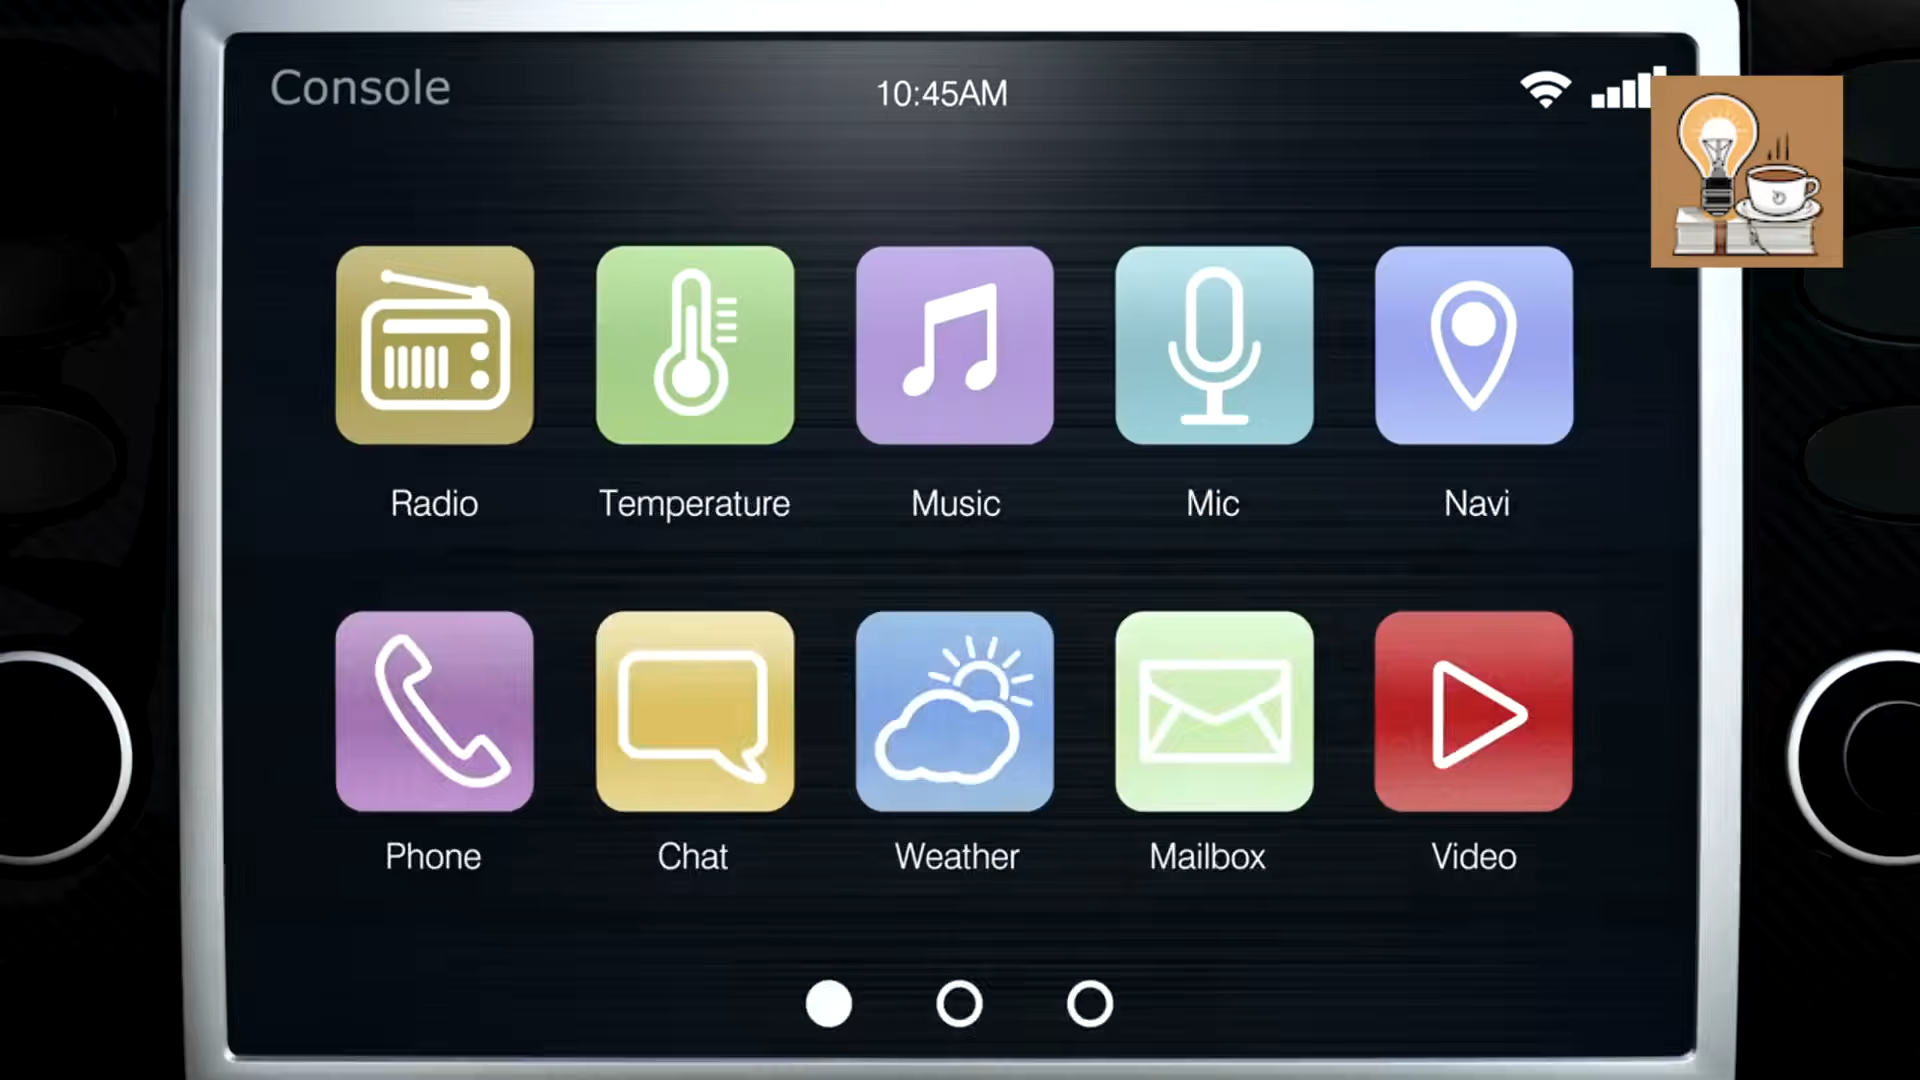 Console
10:45AM
Radio
Temperature
Music
Mic
Navi
Phone
Chat
Weather
Mailbox
Video